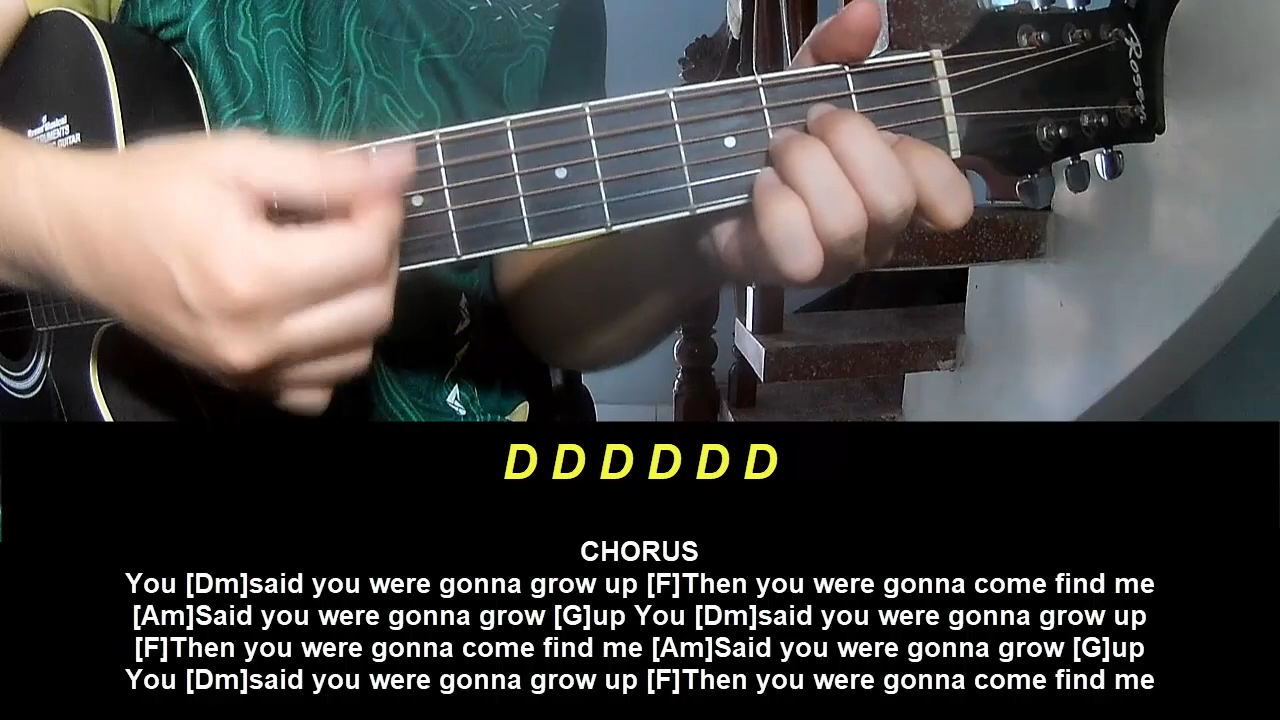 Rosen
D D D D D D
CHORUS
You [Dm]said you were gonna grow up [F]Then you were gonna come find me
[Am]Said you were gonna grow [G]up You [Dm]said you were gonna grow up
[F]Then you were gonna come find me [Am]Said you were gonna grow [G]up
You [Dm]said you were gonna grow up [F]Then you were gonna come find me